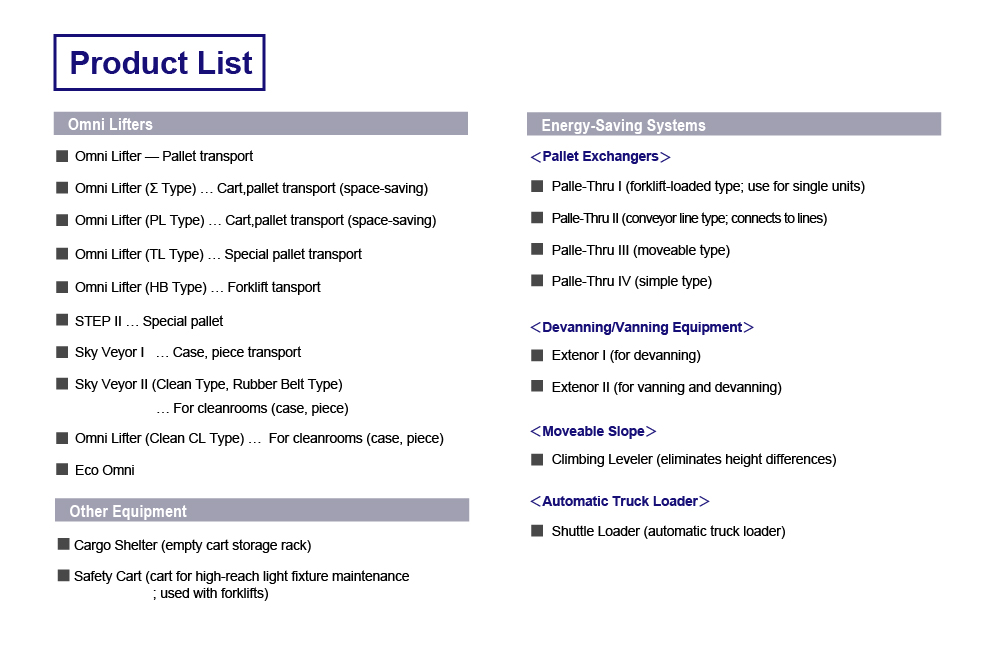 Product List
Omni Lifters
■ Omni Lifter — Pallet transport
■ Omni Lifter (Σ Type) … Cart,pallet transport (space-saving)
■ Omni Lifter (PL Type) … Cart,pallet transport (space-saving)
■ Omni Lifter (TL Type) … Special pallet transport
■ Omni Lifter (HB Type) … Forklift tansport
■ STEP II … Special pallet
■ Sky Veyor I … Case, piece transport
■ Sky Veyor II (Clean Type, Rubber Belt Type)
… For cleanrooms (case, piece)
■ Omni Lifter (Clean CL Type) … For cleanrooms (case, piece)
■ Eco Omni
Other Equipment
■ Cargo Shelter (empty cart storage rack)
■ Safety Cart (cart for high-reach light fixture maintenance
; used with forklifts)
Energy-Saving Systems
<Pallet Exchangers>
■ Palle-Thru I (forklift-loaded type; use for single units)
■ Palle-Thru II (conveyor line type; connects to lines)
■ Palle-Thru III (moveable type)
■ Palle-Thru IV (simple type)
<Devanning/Vanning Equipment>
■ Extenor I (for devanning)
■ Extenor II (for vanning and devanning)
<Moveable Slope>
■ Climbing Leveler (eliminates height differences)
<Automatic Truck Loader>
■ Shuttle Loader (automatic truck loader)